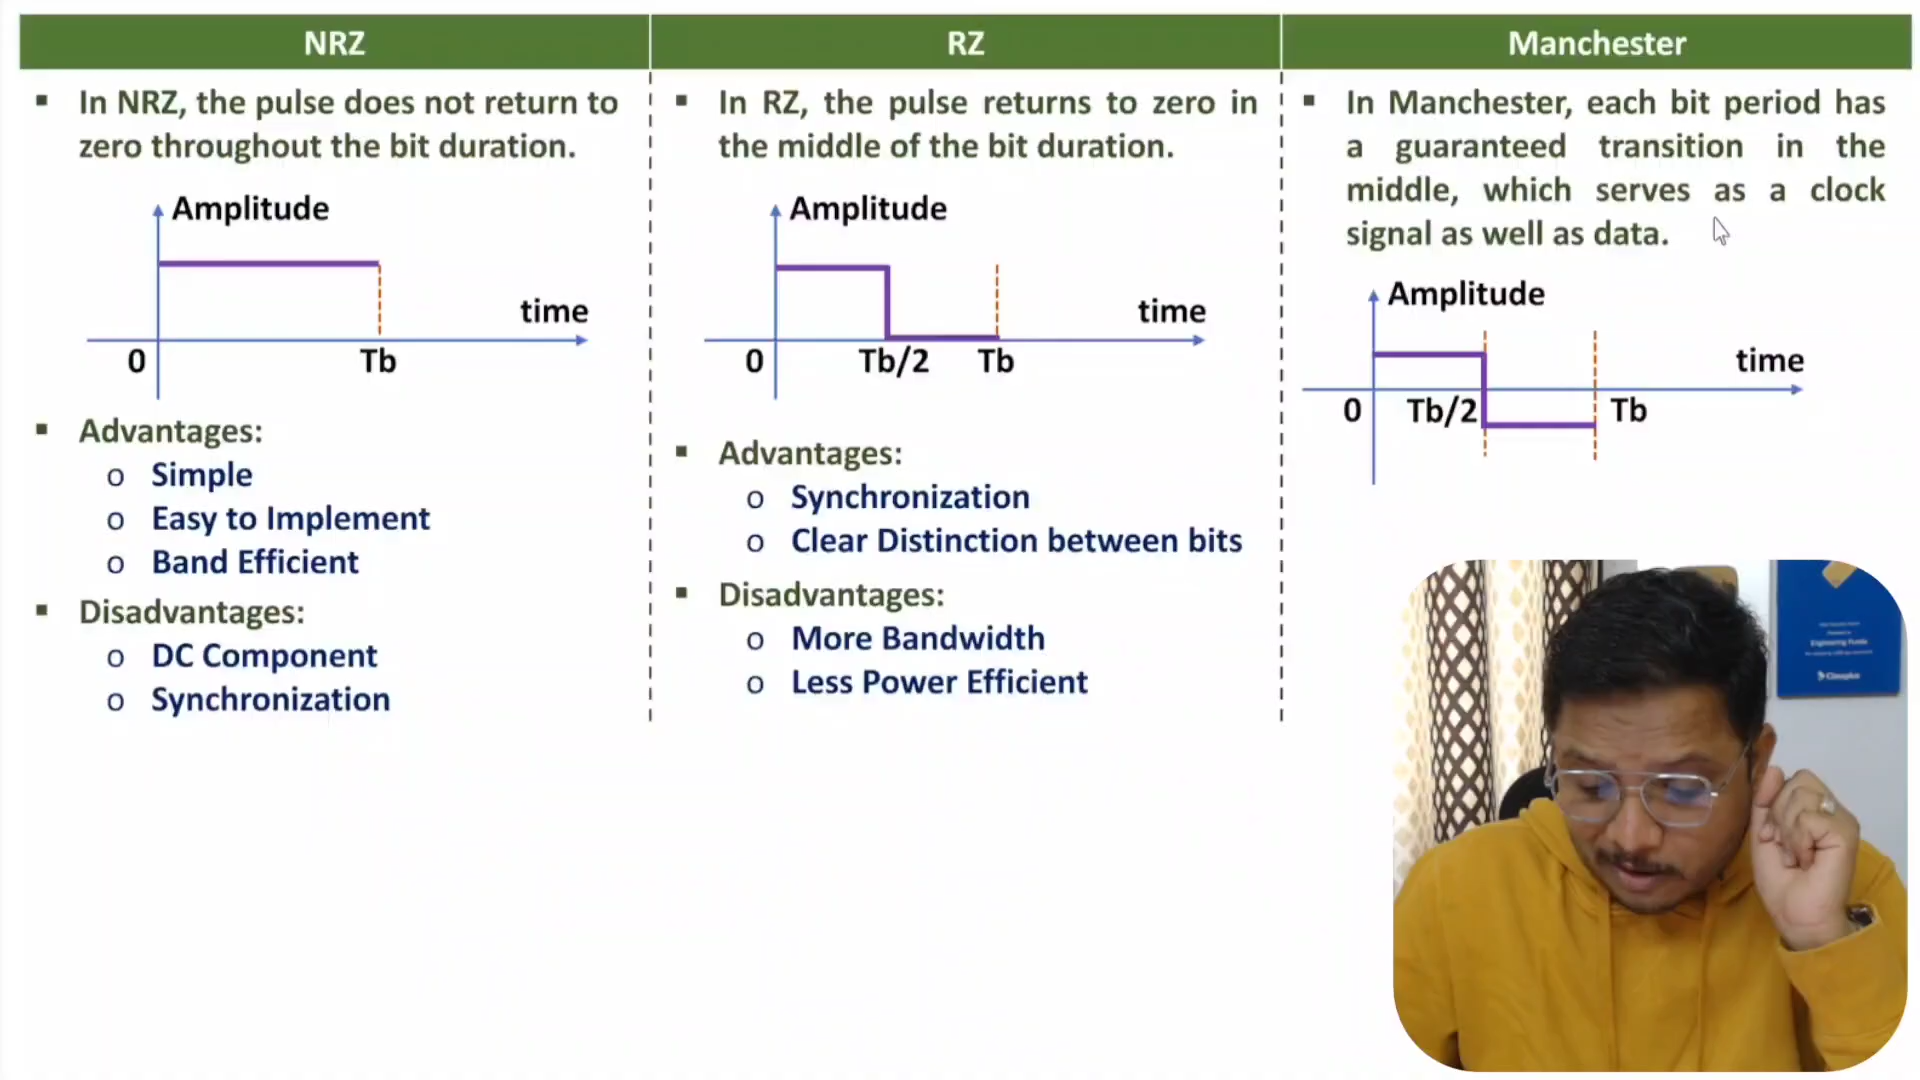 NRZ
RZ
Manchester
▪ In NRZ, the pulse does not return to
zero throughout the bit duration.
Amplitude
time
0
Tb
▪ Advantages:
o Simple
o Easy to Implement
o Band Efficient
▪ Disadvantages:
o DC Component
o Synchronization
▪ In RZ, the pulse returns to zero in
the middle of the bit duration.
Amplitude
time
0
Tb/2
Tb
▪ Advantages:
o Synchronization
o Clear Distinction between bits
▪ Disadvantages:
o More Bandwidth
o Less Power Efficient
▪ In Manchester, each bit period has
a guaranteed transition in the
middle, which serves as a clock
signal as well as data.
Amplitude
time
0
Tb/2
Tb
Engineering Funda
Classplus